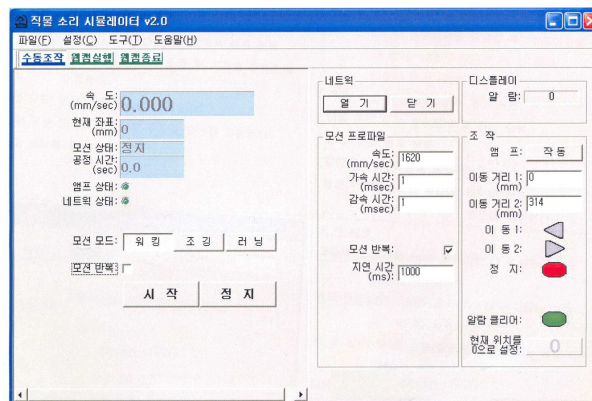 직물 소리 시뮬레이터 v2.0
파일(F) 설정(C) 도구(T) 도움말(H)
수동조작 웹캠실행 웹캠종료
속 도: 0.000
(mm/sec)
현재 좌표: 0
(mm)
모션 상태: 정지
공정 시간: 0.0
(sec)
앰프 상태:
네트웍 상태:
모션 모드: 워 킹 조 깅 러 닝
모션 반복:
시 작 정 지
네트웍
열 기 닫 기
모션 프로파일
속도: 1620
(mm/sec)
가속 시간: 1
(msec)
감속 시간: 1
(msec)
모션 반복:
지연 시간 1000
(ms):
디스플레이
알 람: 0
조 작
앰 프: 작 동
이동 거리 1: 0
(mm)
이동 거리 2: 314
(mm)
이 동 1:
이 동 2:
정 지:
알람 클리어:
현재 위치를
0으로 설정: 0